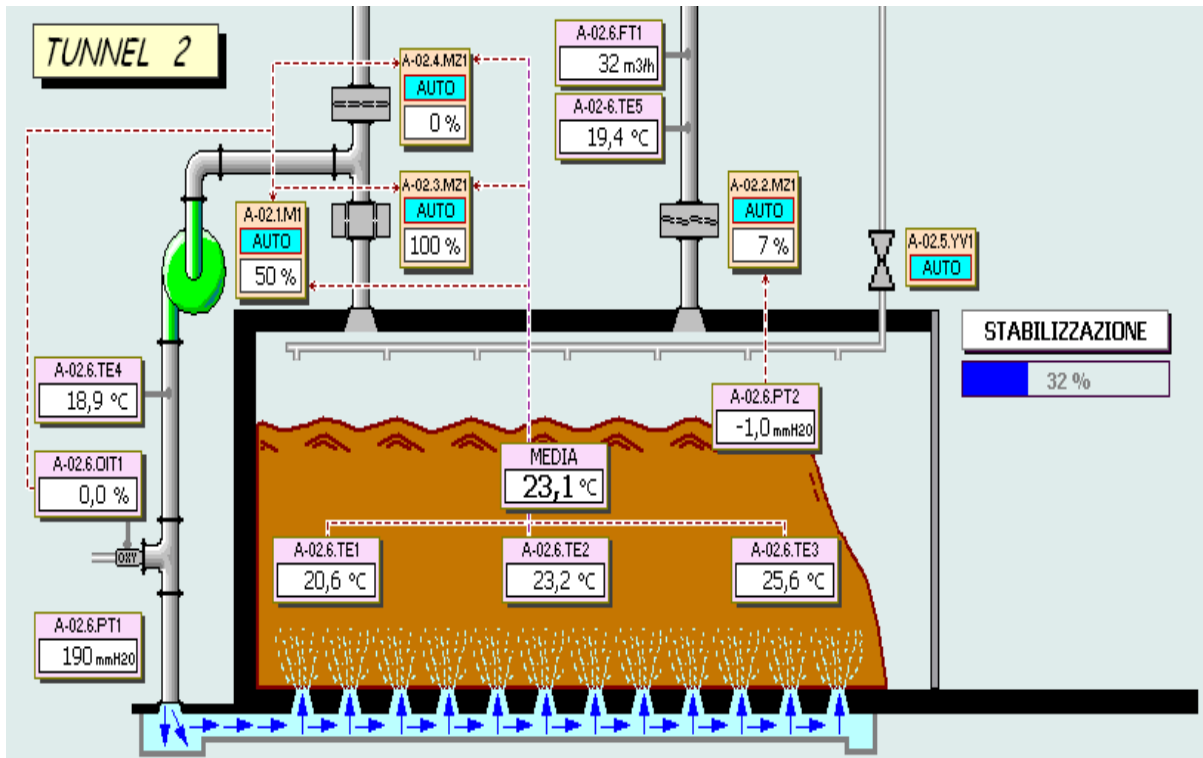 TUNNEL 2
A-02.4.MZ1
AUTO
0 %
A-02.6.FT1
32 m3/h
A-02-6.TE5
19,4 °C
A-02.1.M1
AUTO
50 %
A-02.3.MZ1
AUTO
100 %
A-02.2.MZ1
AUTO
7 %
A-02.5.YV1
AUTO
STABILIZZAZIONE
32 %
A-02.6.TE4
18,9 °C
A-02.6.PT2
-1,0 mmH2O
A-02.6.OIT1
0,0 %
MEDIA
23,1 °C
OXY
A-02.6.TE1
20,6 °C
A-02.6.TE2
23,2 °C
A-02.6.TE3
25,6 °C
A-02.6.PT1
190 mmH2O